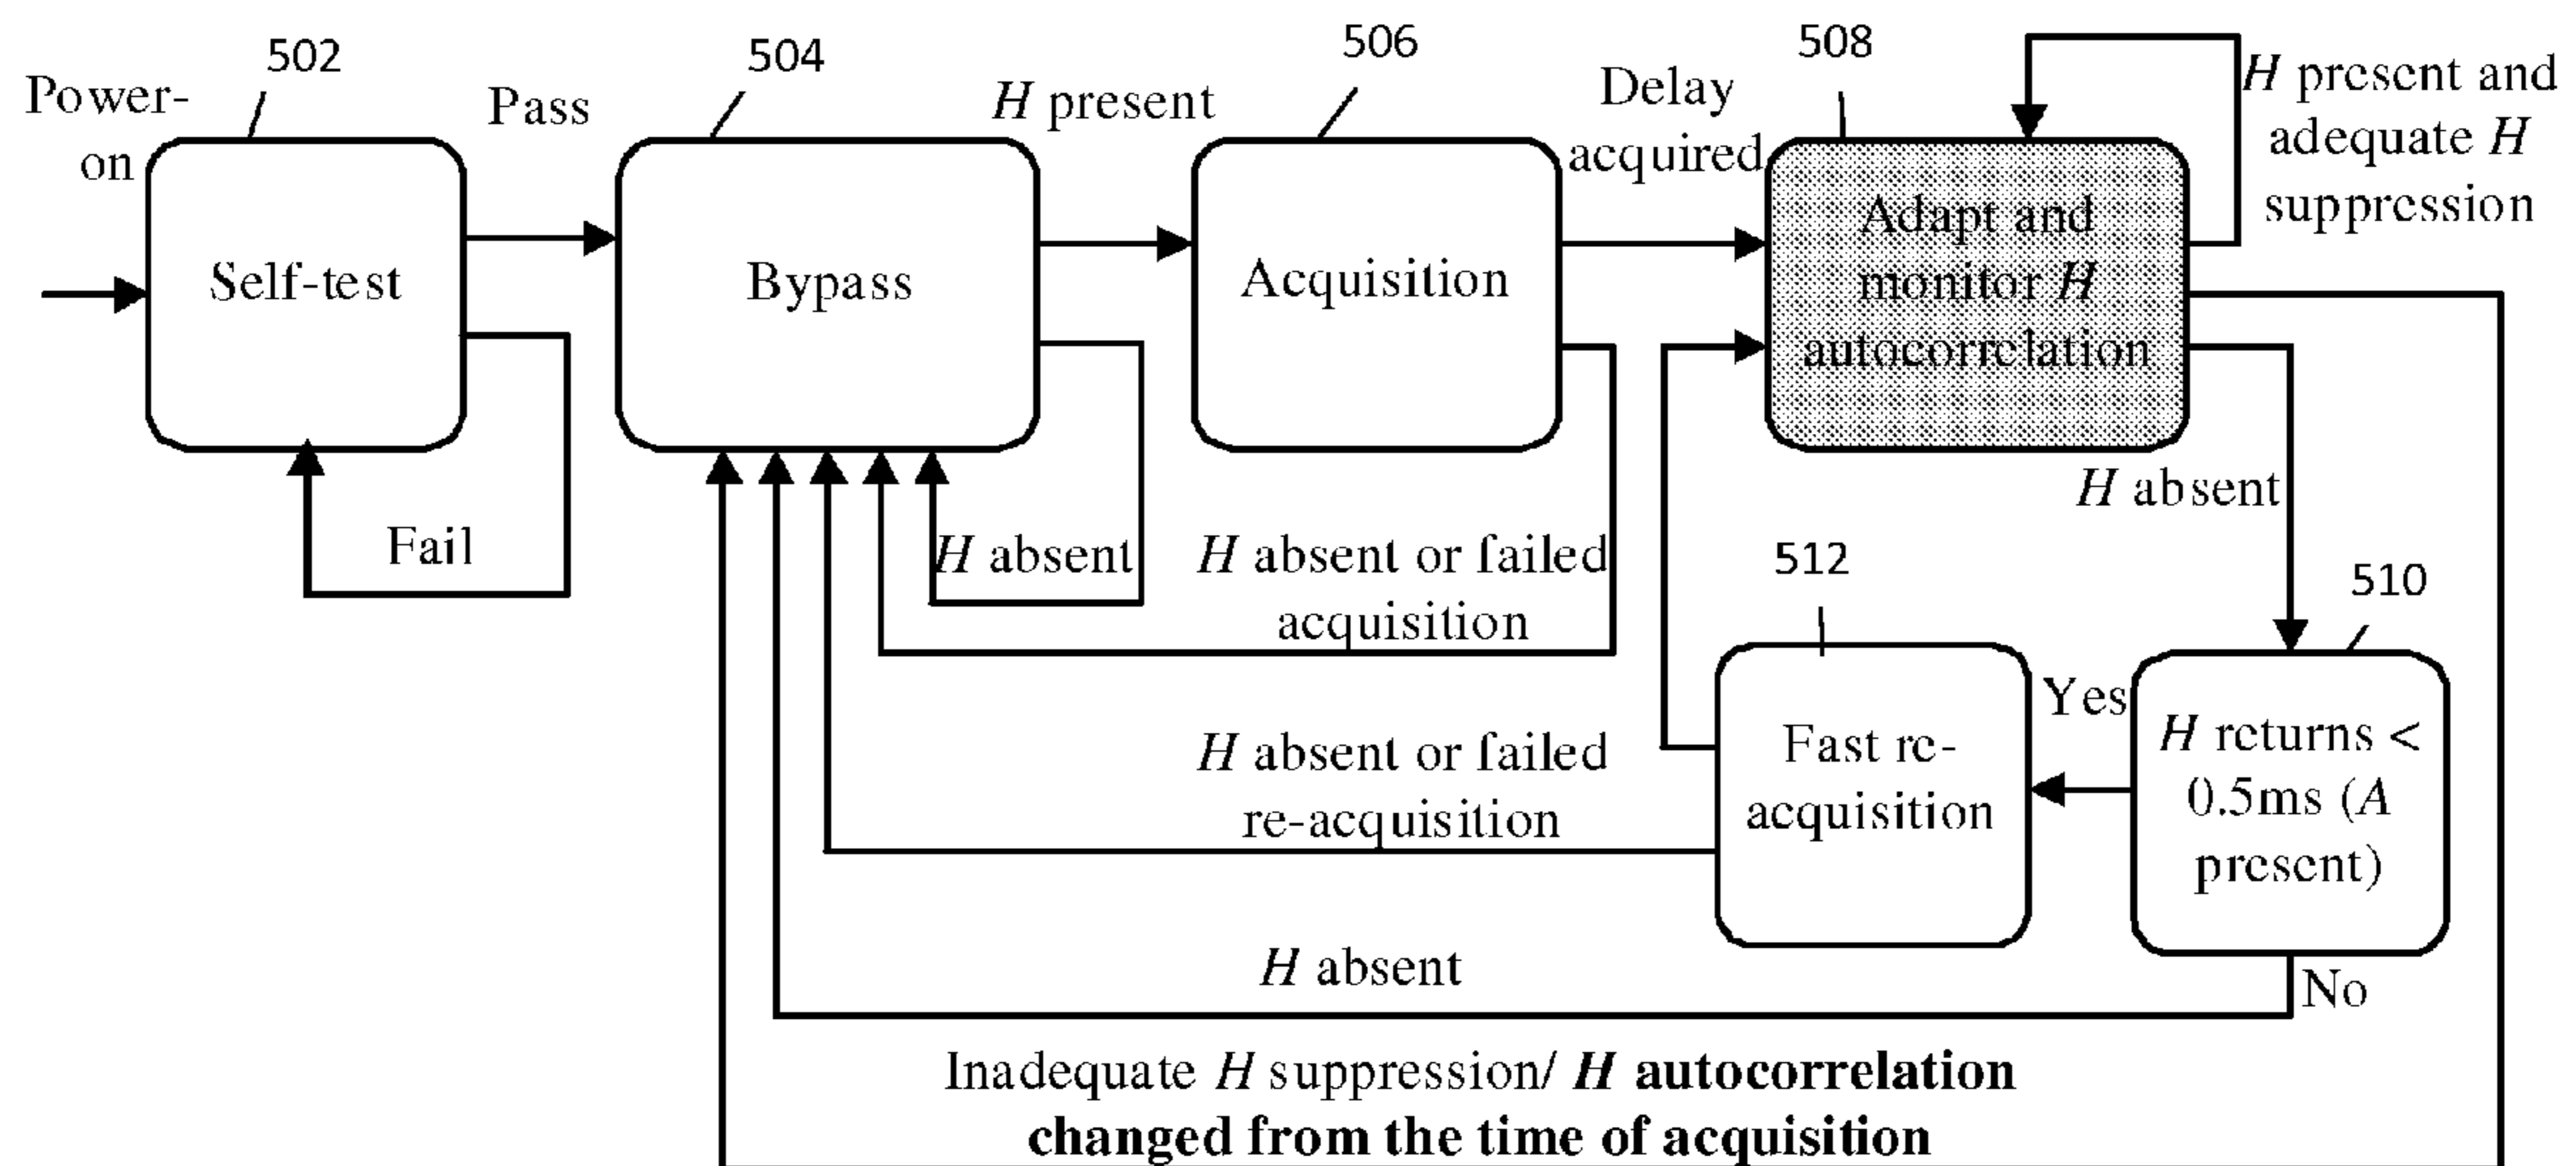 502
504
506
508
Power-
on
Pass
H present
Delay
acquired
H present and
adequate H
suppression
Self-test
Bypass
Acquisition
Adapt and
monitor H
autocorrelation
Fail
H absent
H absent or failed
acquisition
H absent
512
510
Fast re-
acquisition
Yes
H returns <
0.5ms (A
present)
H absent or failed
re-acquisition
H absent
No
Inadequate H suppression/ H autocorrelation
changed from the time of acquisition